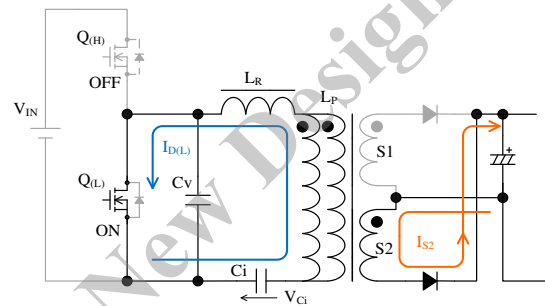 Q(H)
OFF
LR
LP
VIN
ID(L)
Q(L)
Cv
S1
ON
S2
IS2
Ci
VCi
+
New Design